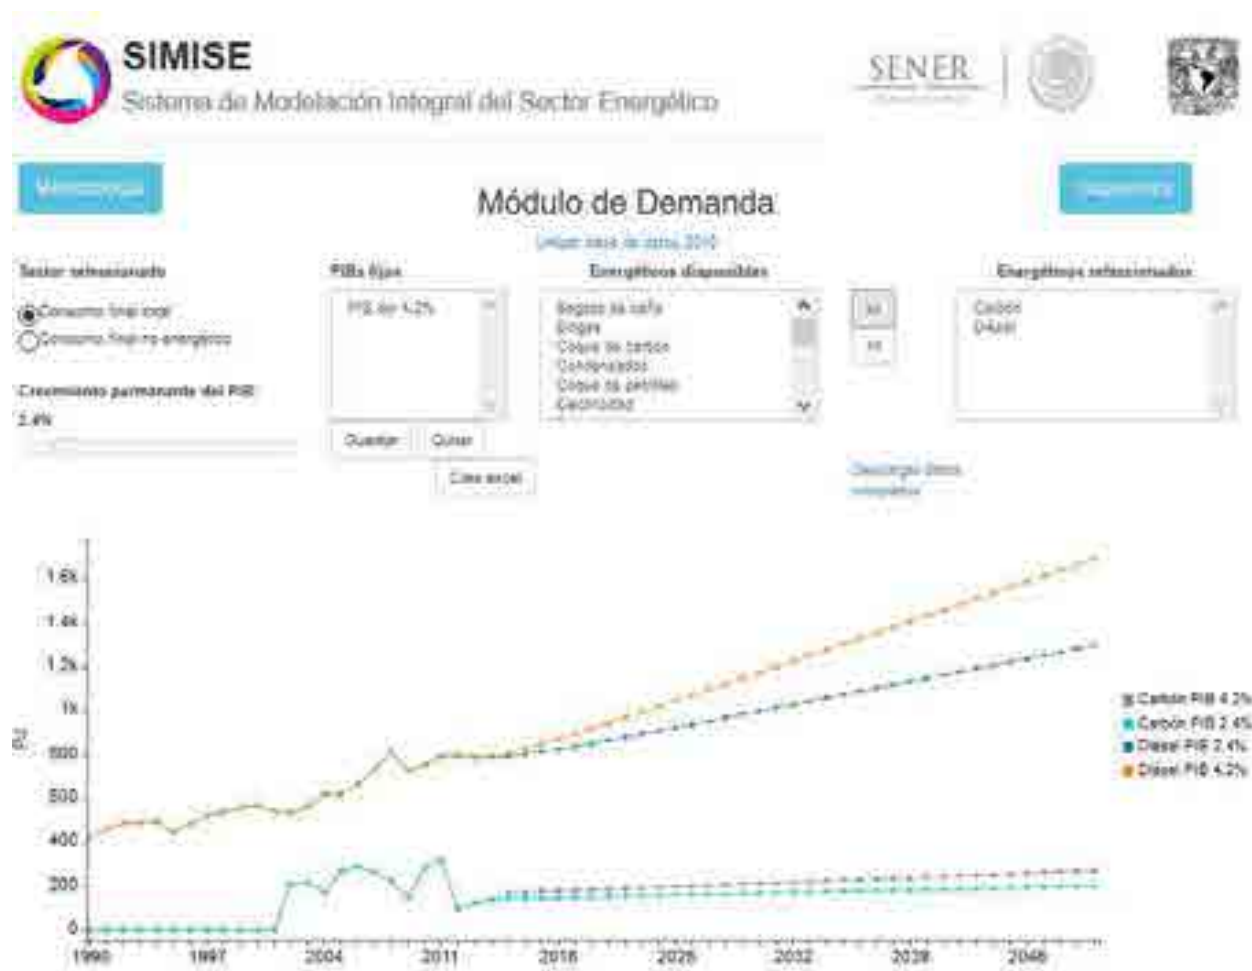 SIMISE
Sistema de Modelación Integral del Sector Energético
SENER
Módulo de Demanda
Sector seleccionado
Consumo final total
Consumo final no energético
Crecimiento permanente del PIB:
2.4%
PIBs fijos
PIB del 4.2%
Guardar
Quitar
Crea excel
Energéticos disponibles
Bagazo de caña
Biogas
Coque de carbón
Condensados
Coque de petróleo
Electricidad
Energéticos seleccionados
Carbón
Diésel
Descargar datos
1.6k
1.4k
1.2k
1k
800
600
400
200
0
PJ
1990
1997
2004
2011
2018
2025
2032
2039
2046
Carbón PIB 4.2%
Carbón PIB 2.4%
Diésel PIB 2.4%
Diésel PIB 4.2%